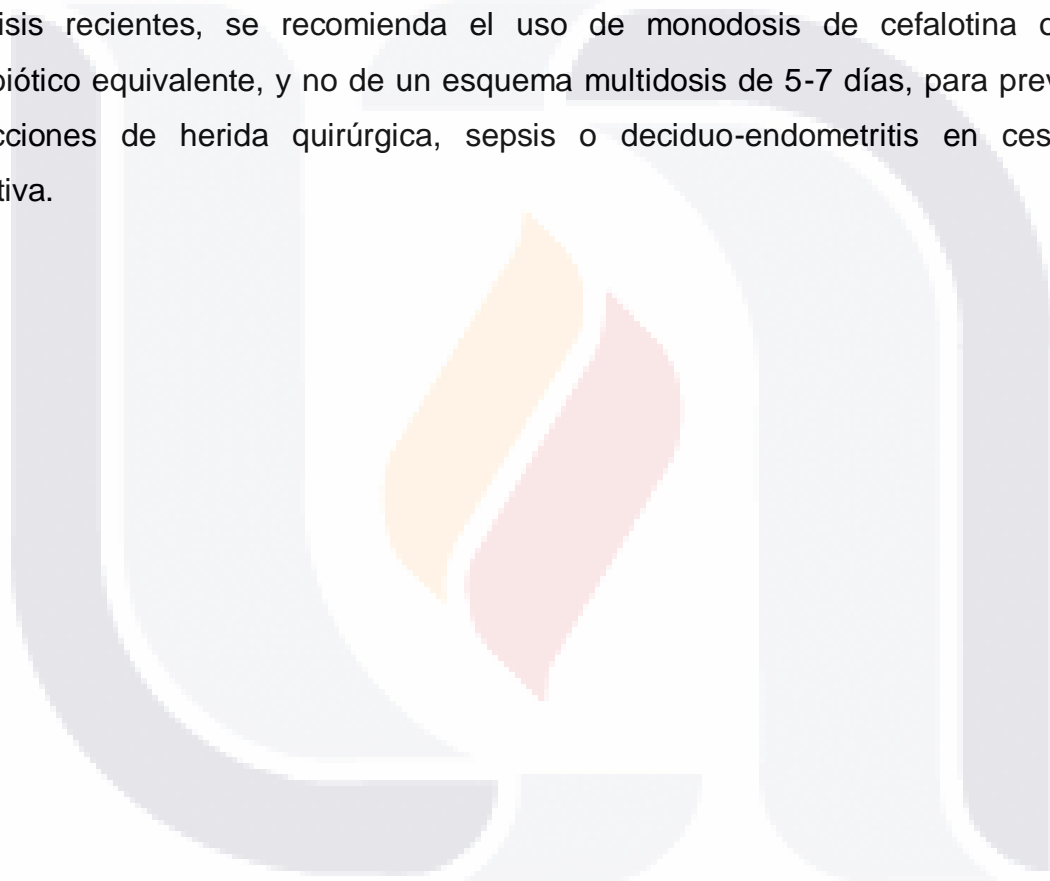 isis recientes, se recomienda el uso de monodosis de cefalotina o
biótico equivalente, y no de un esquema multidosis de 5-7 días, para prev
cciones de herida quirúrgica, sepsis o deciduo-endometritis en ces
tiva.